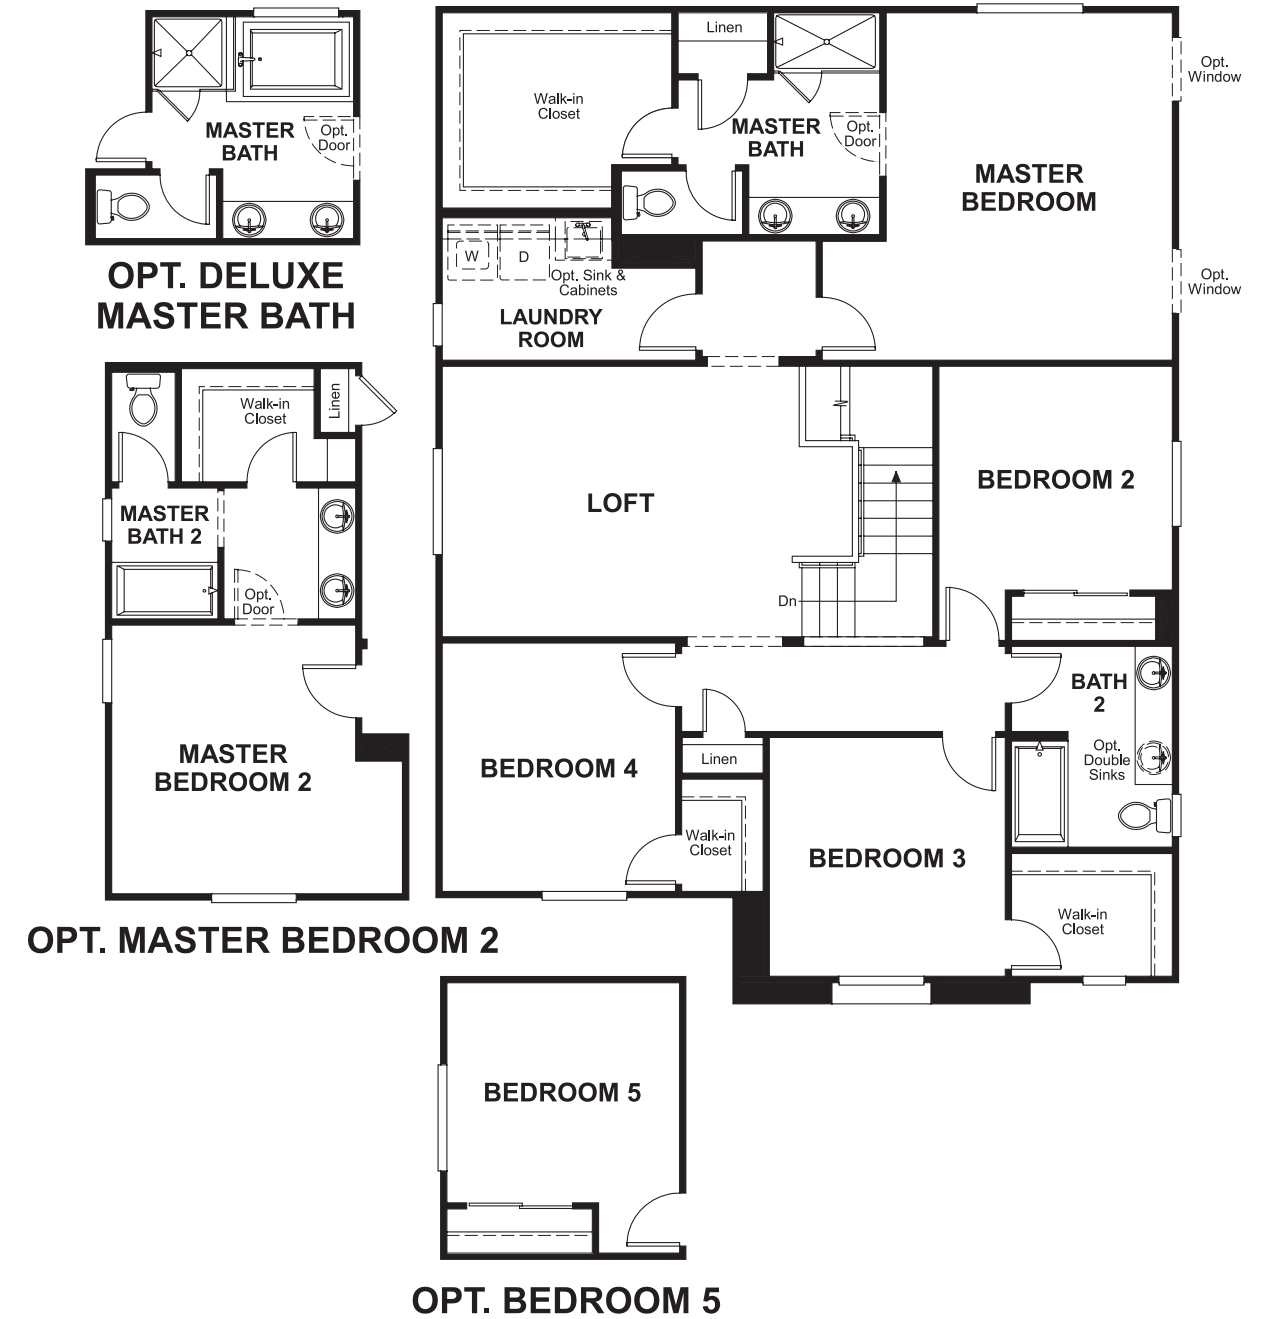 MASTER
BATH
Opt.
Door
OPT. DELUXE
MASTER BATH
Walk-in
Closet
Linen
MASTER
BATH
Opt.
Door
MASTER
BEDROOM
Opt.
Window
Opt.
Window
W
D
Opt. Sink &
Cabinets
LAUNDRY
ROOM
Walk-in
Closet
Linen
MASTER
BATH 2
Opt.
Door
MASTER
BEDROOM 2
OPT. MASTER BEDROOM 2
LOFT
Dn
BEDROOM 2
BATH
2
Opt.
Double
Sinks
BEDROOM 4
Linen
Walk-in
Closet
BEDROOM 3
Walk-in
Closet
BEDROOM 5
OPT. BEDROOM 5